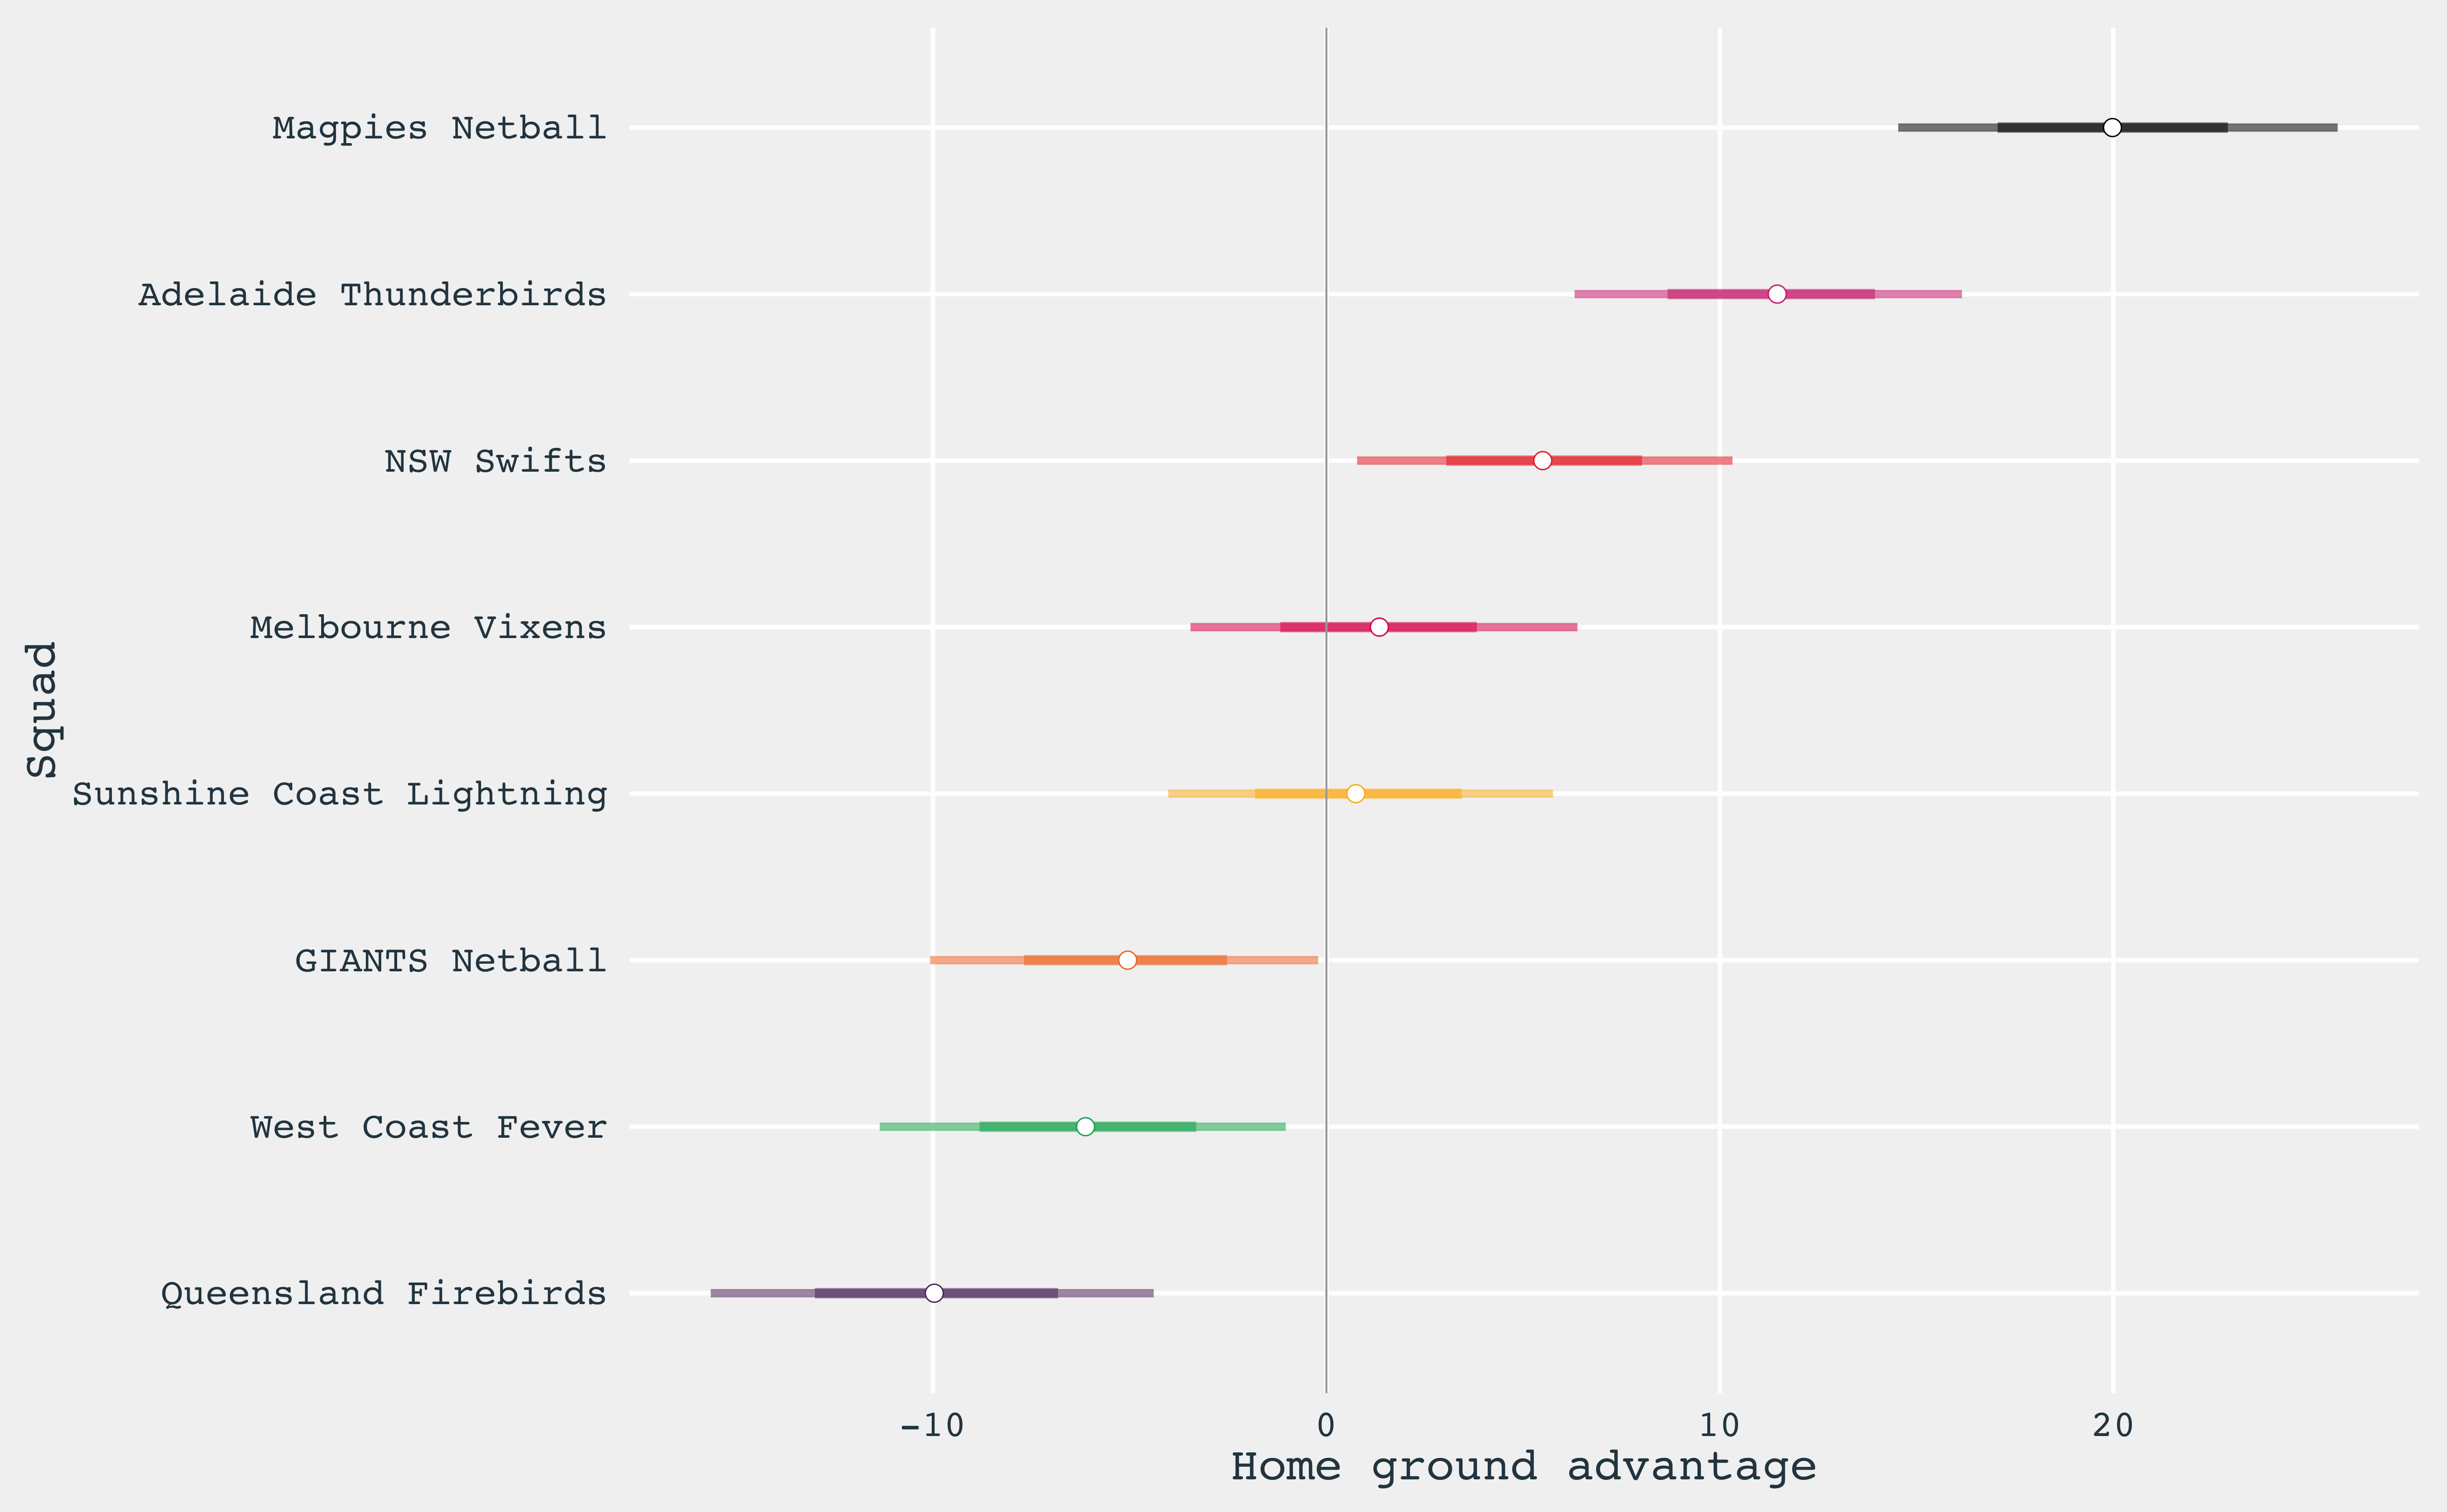 Squad
Magpies Netball
Adelaide Thunderbirds
NSW Swifts
Melbourne Vixens
Sunshine Coast Lightning
GIANTS Netball
West Coast Fever
Queensland Firebirds
-10 0 10 20
Home ground advantage